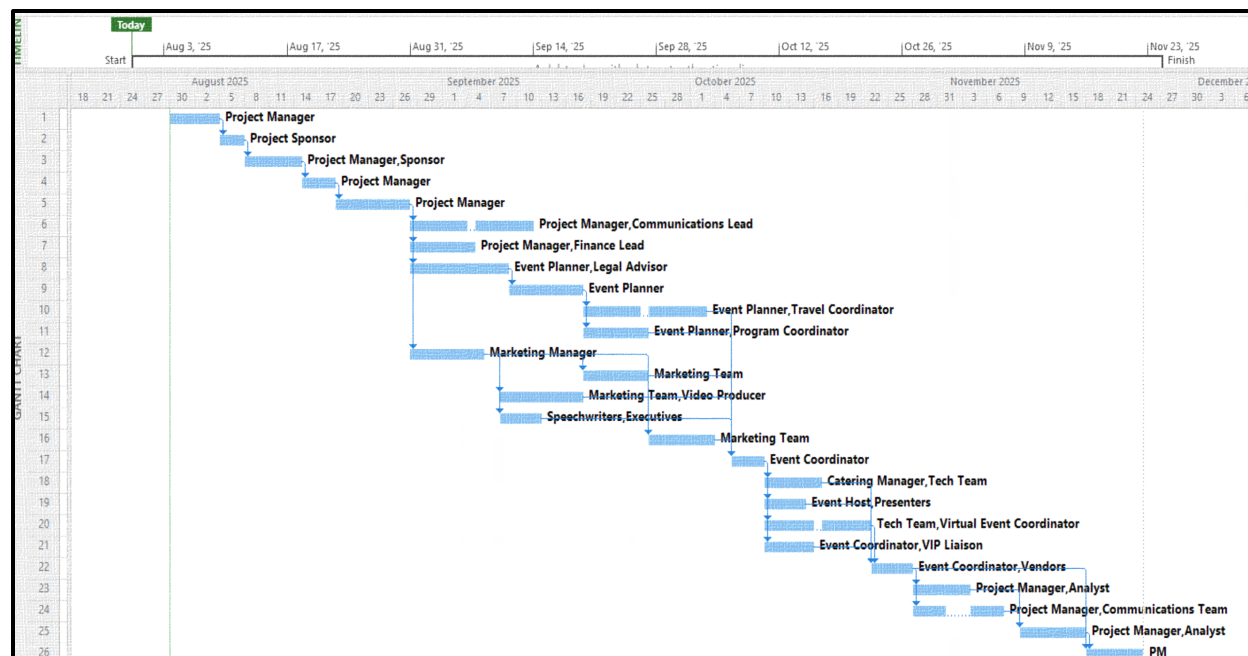 Today
TIMELINE
Aug 3, '25 Aug 17, '25 Aug 31, '25 Sep 14, '25 Sep 28, '25 Oct 12, '25 Oct 26, '25 Nov 9, '25 Nov 23, '25
Start Finish
August 2025 September 2025 October 2025 November 2025 December
18 21 24 27 30 2 5 8 11 14 17 20 23 26 29 1 4 7 10 13 16 19 22 25 28 1 4 7 10 13 16 19 22 25 28 31 3 6 9 12 15 18 21 24 27 30 3 6
GANTT CHART
1 Project Manager
2 Project Sponsor
3 Project Manager,Sponsor
4 Project Manager
5 Project Manager
6 Project Manager,Communications Lead
7 Project Manager,Finance Lead
8 Event Planner,Legal Advisor
9 Event Planner
10 Event Planner,Travel Coordinator
11 Event Planner,Program Coordinator
12 Marketing Manager
13 Marketing Team
14 Marketing Team,Video Producer
15 Speechwriters,Executives
16 Marketing Team
17 Event Coordinator
18 Catering Manager,Tech Team
19 Event Host,Presenters
20 Tech Team,Virtual Event Coordinator
21 Event Coordinator,VIP Liaison
22 Event Coordinator,Vendors
23 Project Manager,Analyst
24 Project Manager,Communications Team
25 Project Manager,Analyst
26 PM